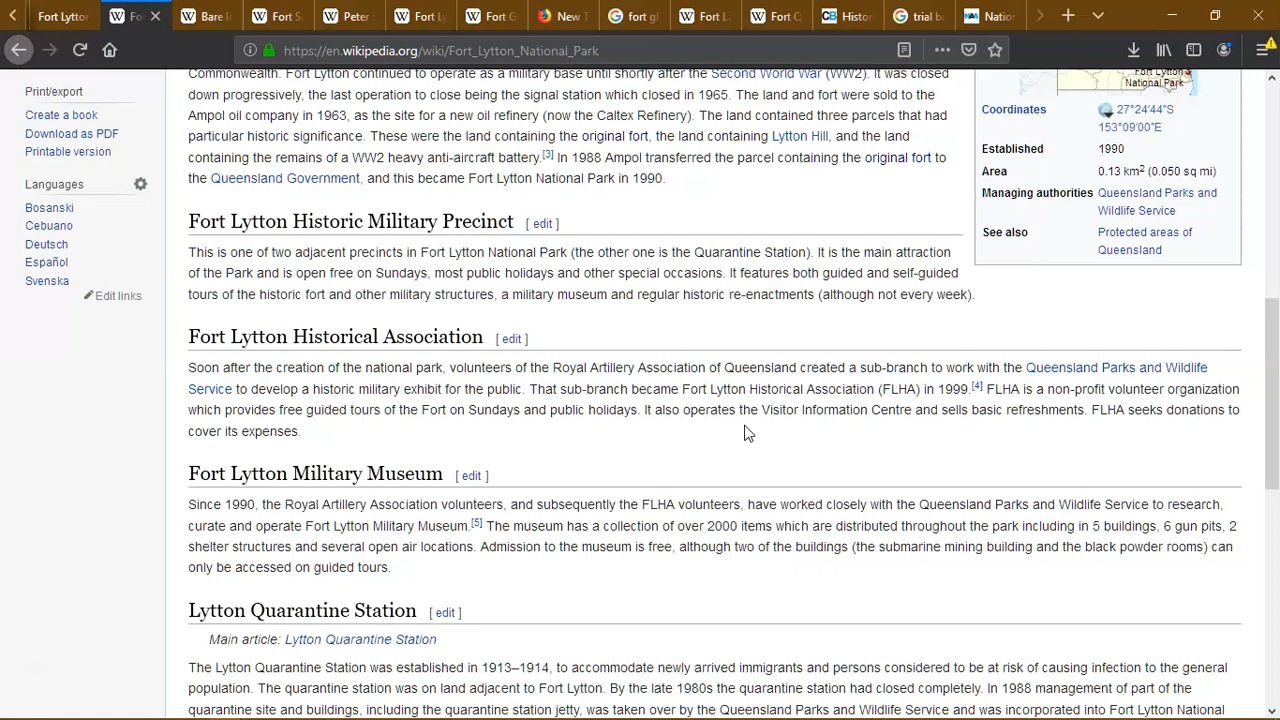 Fort Lytton
Fo
Bare Is
Fort S
Peter
Fort Ly
Fort G
New T
fort gl
Fort L
Fort Q
Histor
trial b
Nation
https://en.wikipedia.org/wiki/Fort_Lytton_National_Park
Print/export
Create a book
Download as PDF
Printable version
Languages
Bosanski
Cebuano
Deutsch
Español
Svenska
Edit links
Commonwealth. Fort Lytton continued to operate as a military base until shortly after the Second World War (WW2). It was closed
down progressively, the last operation to close being the signal station which closed in 1965. The land and fort were sold to the
Ampol oil company in 1963, as the site for a new oil refinery (now the Caltex Refinery). The land contained three parcels that had
particular historic significance. These were the land containing the original fort, the land containing Lytton Hill, and the land
containing the remains of a WW2 heavy anti-aircraft battery.[3] In 1988 Ampol transferred the parcel containing the original fort to
the Queensland Government, and this became Fort Lytton National Park in 1990.
Fort Lytton
National Park
Coordinates 27°24′44″S
153°09′00″E
Established 1990
Area 0.13 km2 (0.050 sq mi)
Managing authorities Queensland Parks and
Wildlife Service
See also Protected areas of
Queensland
Fort Lytton Historic Military Precinct [ edit ]
This is one of two adjacent precincts in Fort Lytton National Park (the other one is the Quarantine Station). It is the main attraction
of the Park and is open free on Sundays, most public holidays and other special occasions. It features both guided and self-guided
tours of the historic fort and other military structures, a military museum and regular historic re-enactments (although not every week).
Fort Lytton Historical Association [ edit ]
Soon after the creation of the national park, volunteers of the Royal Artillery Association of Queensland created a sub-branch to work with the Queensland Parks and Wildlife
Service to develop a historic military exhibit for the public. That sub-branch became Fort Lytton Historical Association (FLHA) in 1999.[4] FLHA is a non-profit volunteer organization
which provides free guided tours of the Fort on Sundays and public holidays. It also operates the Visitor Information Centre and sells basic refreshments. FLHA seeks donations to
cover its expenses.
Fort Lytton Military Museum [ edit ]
Since 1990, the Royal Artillery Association volunteers, and subsequently the FLHA volunteers, have worked closely with the Queensland Parks and Wildlife Service to research,
curate and operate Fort Lytton Military Museum.[5] The museum has a collection of over 2000 items which are distributed throughout the park including in 5 buildings, 6 gun pits, 2
shelter structures and several open air locations. Admission to the museum is free, although two of the buildings (the submarine mining building and the black powder rooms) can
only be accessed on guided tours.
Lytton Quarantine Station [ edit ]
Main article: Lytton Quarantine Station
The Lytton Quarantine Station was established in 1913–1914, to accommodate newly arrived immigrants and persons considered to be at risk of causing infection to the general
population. The quarantine station was on land adjacent to Fort Lytton. By the late 1980s the quarantine station had closed completely. In 1988 management of part of the
quarantine site and buildings, including the quarantine station jetty, was taken over by the Queensland Parks and Wildlife Service and was incorporated into Fort Lytton National